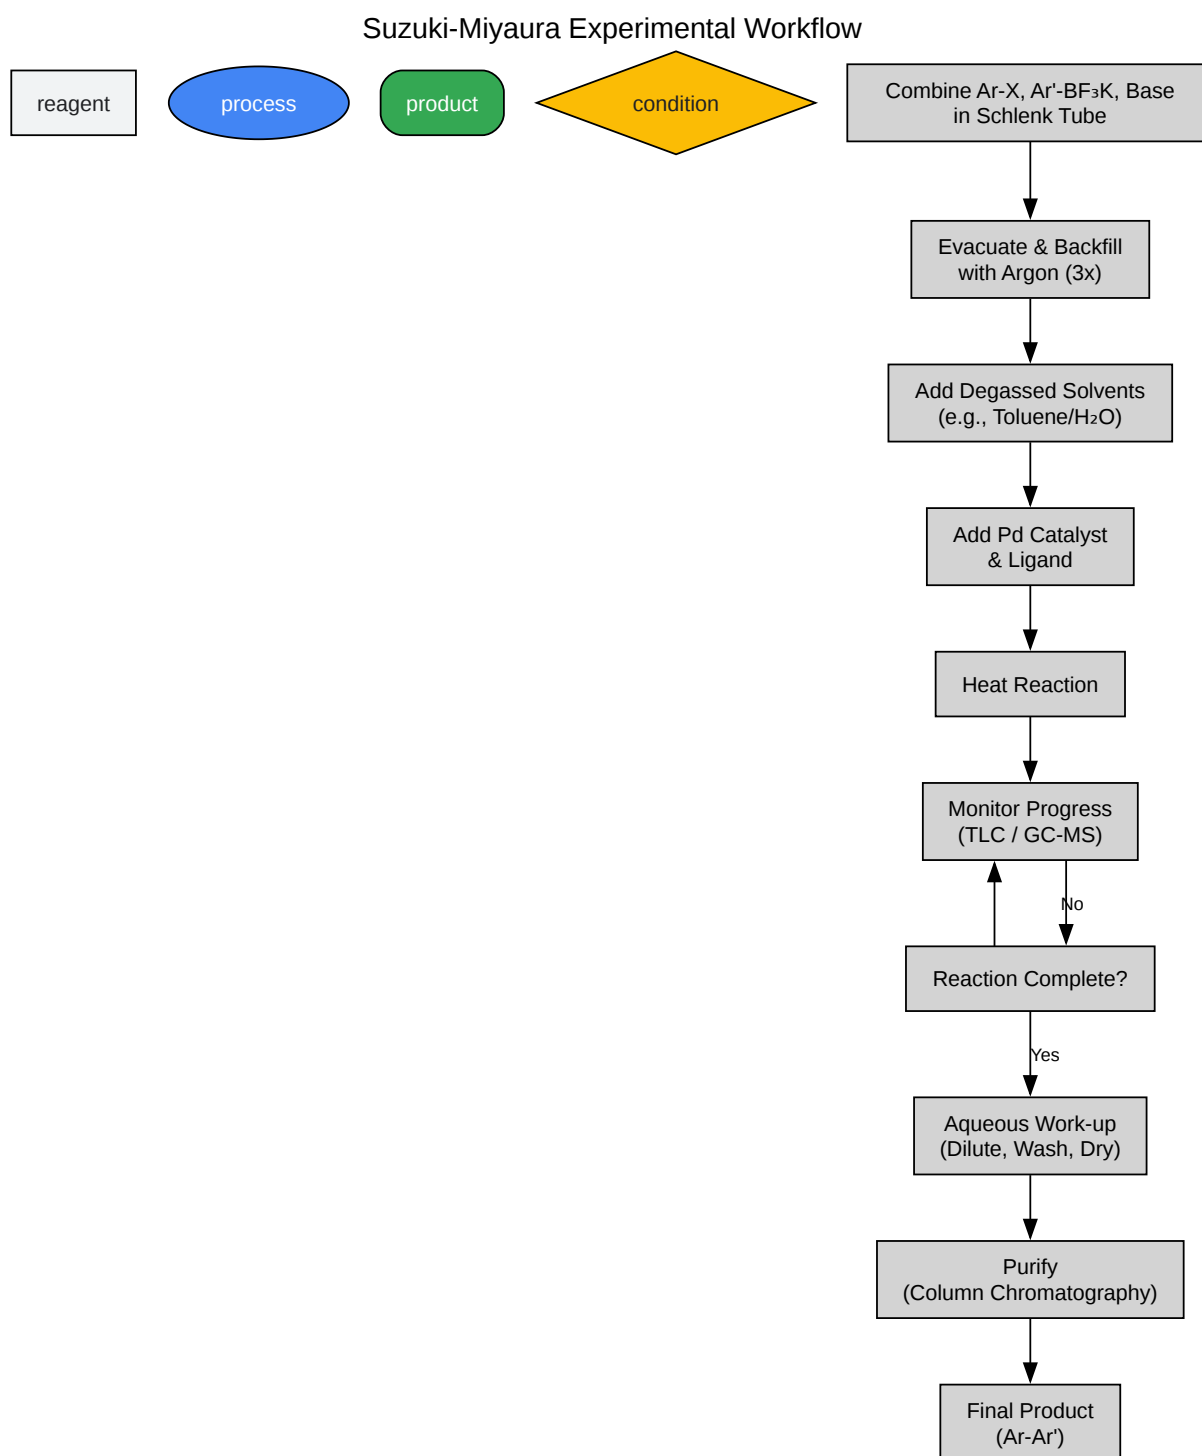 Suzuki-Miyaura Experimental Workflow
reagent
process
product
condition
Combine Ar-X, Ar'-BF₃K, Base
in Schlenk Tube
Evacuate & Backfill
with Argon (3x)
Add Degassed Solvents
(e.g., Toluene/H₂O)
Add Pd Catalyst
& Ligand
Heat Reaction
Monitor Progress
(TLC / GC-MS)
No
Reaction Complete?
Yes
Aqueous Work-up
(Dilute, Wash, Dry)
Purify
(Column Chromatography)
Final Product
(Ar-Ar')